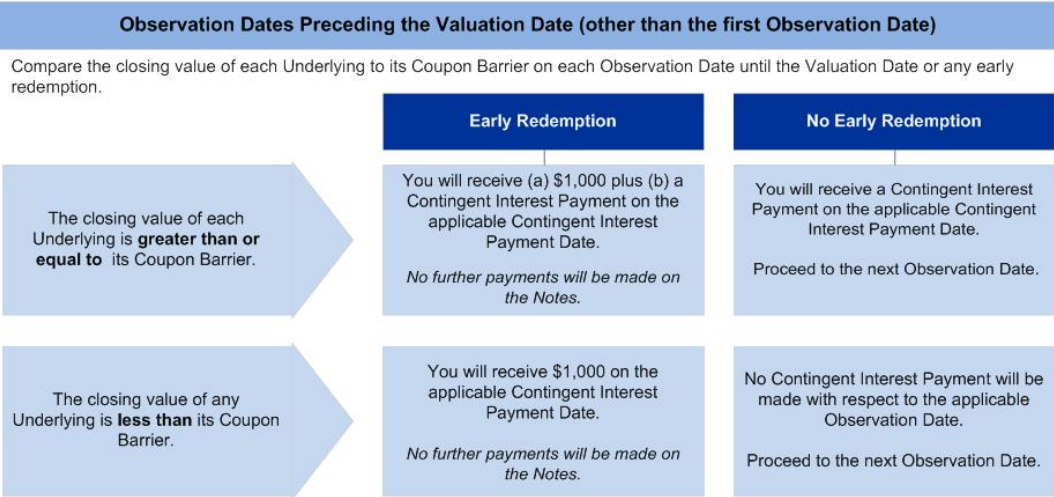 Observation Dates Preceding the Valuation Date (other than the first Observation Date)
Compare the closing value of each Underlying to its Coupon Barrier on each Observation Date until the Valuation Date or any early
redemption.
Early Redemption
No Early Redemption
The closing value of each
Underlying is greater than or
equal to its Coupon Barrier.
You will receive (a) $1,000 plus (b) a
Contingent Interest Payment on the
applicable Contingent Interest
Payment Date.
No further payments will be made on
the Notes.
You will receive a Contingent Interest
Payment on the applicable Contingent
Interest Payment Date.
Proceed to the next Observation Date.
The closing value of any
Underlying is less than its Coupon
Barrier.
You will receive $1,000 on the
applicable Contingent Interest
Payment Date.
No further payments will be made on
the Notes.
No Contingent Interest Payment will be
made with respect to the applicable
Observation Date.
Proceed to the next Observation Date.